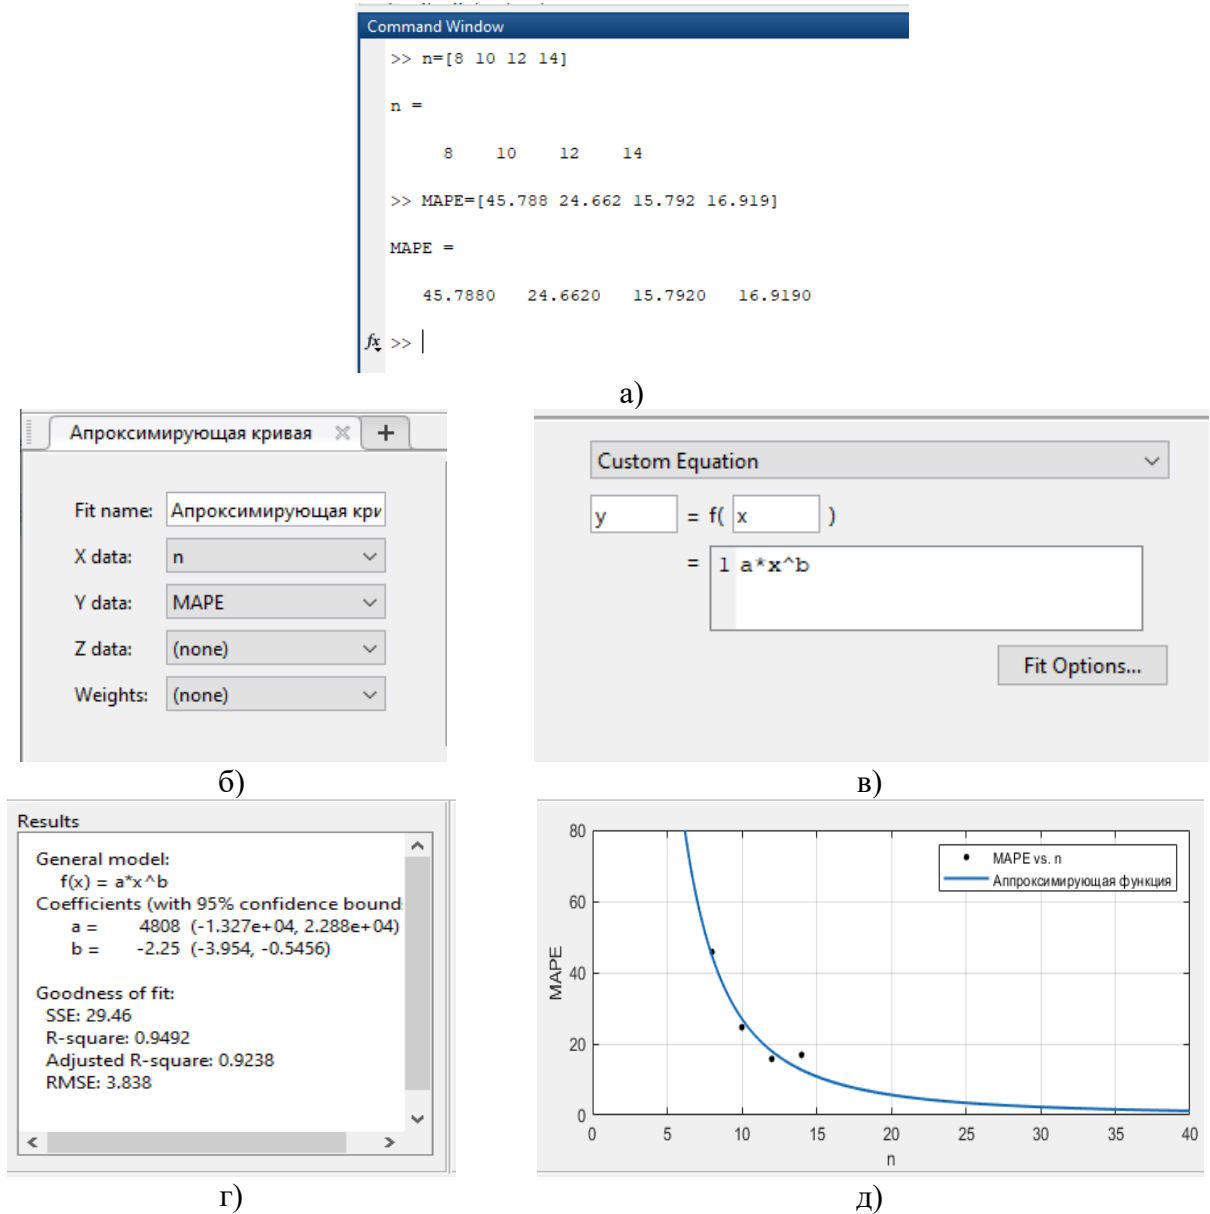 Command Window
>> n=[8 10 12 14]
n =
8 10 12 14
>> MAPE=[45.788 24.662 15.792 16.919]
MAPE =
45.7880 24.6620 15.7920 16.9190
fx >>
а)
Апроксимирующая кривая
Fit name: Апроксимирующая кри
X data: n
Y data: MAPE
Z data: (none)
Weights: (none)
б)
Custom Equation
y = f( x )
= 1 a*x^b
Fit Options...
в)
Results
General model:
f(x) = a*x^b
Coefficients (with 95% confidence bound
a = 4808 (-1.327e+04, 2.288e+04)
b = -2.25 (-3.954, -0.5456)
Goodness of fit:
SSE: 29.46
R-square: 0.9492
Adjusted R-square: 0.9238
RMSE: 3.838
г)
80
60
40
20
0
MAPE
MAPE vs. n
Аппроксимирующая функция
0 5 10 15 20 25 30 35 40
n
д)